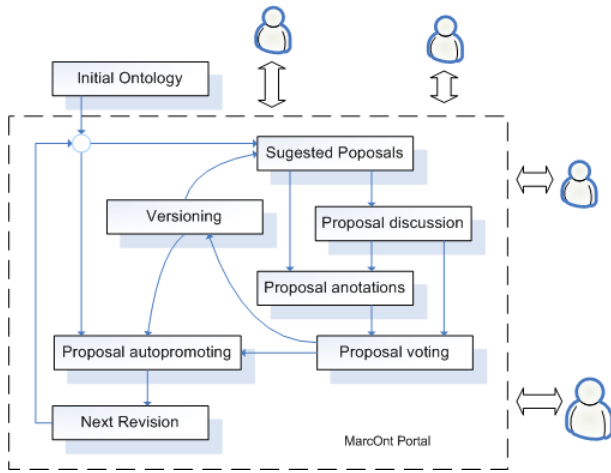 Initial Ontology
Sugested Poposals
Versioning
Proposal discussion
Proposal anotations
Proposal autopromoting
Proposal voting
Next Revision
MarcOnt Portal